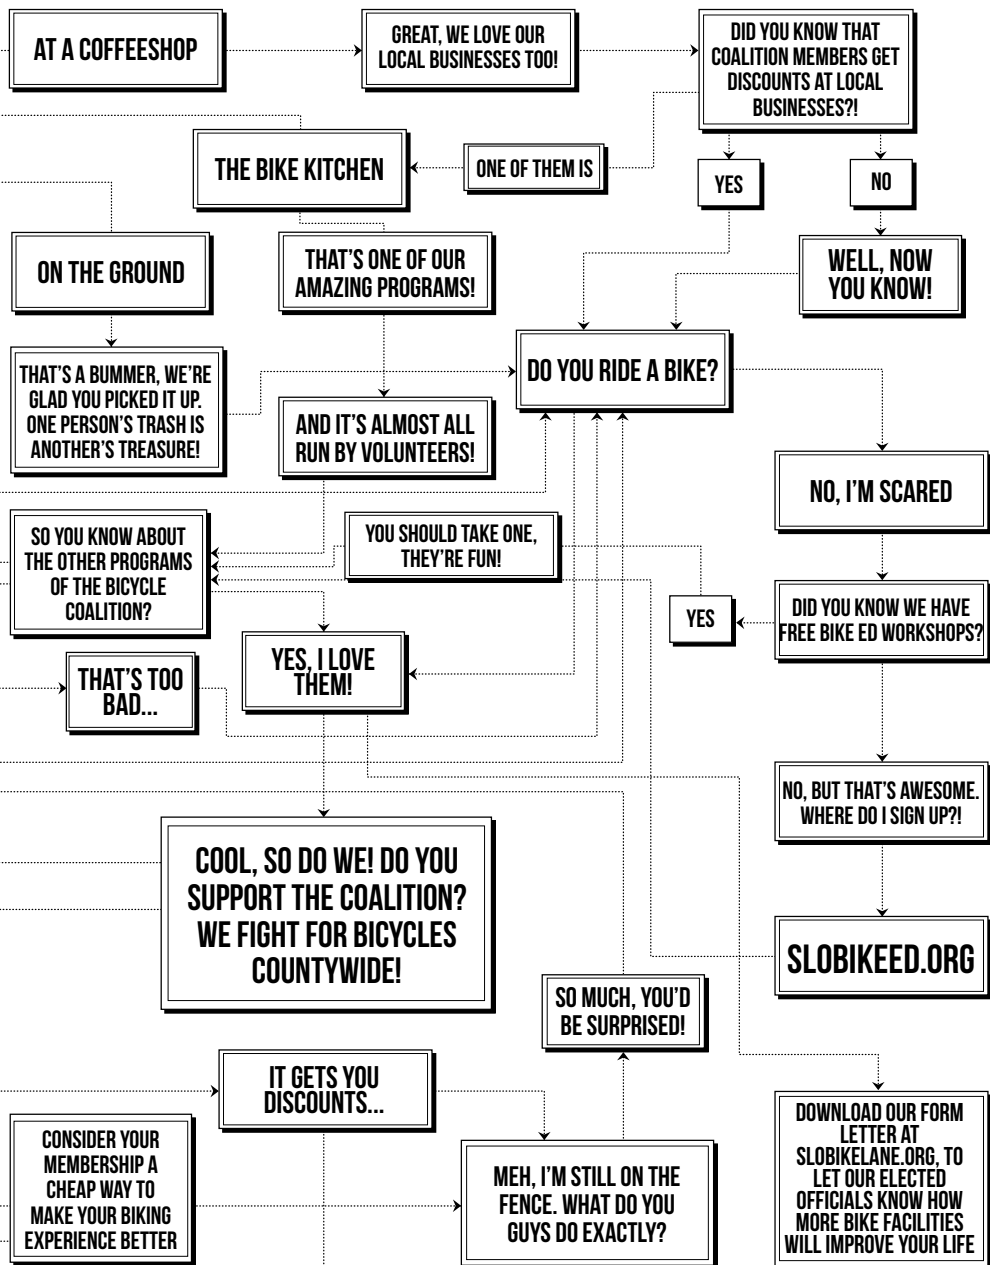 AT A COFFEESHOP
GREAT, WE LOVE OUR
LOCAL BUSINESSES TOO!
DID YOU KNOW THAT
COALITION MEMBERS GET
DISCOUNTS AT LOCAL
BUSINESSES?!
THE BIKE KITCHEN
ONE OF THEM IS
YES
NO
ON THE GROUND
THAT'S ONE OF OUR
AMAZING PROGRAMS!
WELL, NOW
YOU KNOW!
THAT'S A BUMMER, WE'RE
GLAD YOU PICKED IT UP.
ONE PERSON'S TRASH IS
ANOTHER'S TREASURE!
DO YOU RIDE A BIKE?
AND IT'S ALMOST ALL
RUN BY VOLUNTEERS!
NO, I'M SCARED
SO YOU KNOW ABOUT
THE OTHER PROGRAMS
OF THE BICYCLE
COALITION?
YOU SHOULD TAKE ONE,
THEY'RE FUN!
YES
DID YOU KNOW WE HAVE
FREE BIKE ED WORKSHOPS?
YES, I LOVE
THEM!
THAT'S TOO
BAD...
NO, BUT THAT'S AWESOME.
WHERE DO I SIGN UP?!
COOL, SO DO WE! DO YOU
SUPPORT THE COALITION?
WE FIGHT FOR BICYCLES
COUNTYWIDE!
SLOBIKEED.ORG
SO MUCH, YOU'D
BE SURPRISED!
IT GETS YOU
DISCOUNTS...
CONSIDER YOUR
MEMBERSHIP A
CHEAP WAY TO
MAKE YOUR BIKING
EXPERIENCE BETTER
MEH, I'M STILL ON THE
FENCE. WHAT DO YOU
GUYS DO EXACTLY?
DOWNLOAD OUR FORM
LETTER AT
SLOBIKELANE.ORG, TO
LET OUR ELECTED
OFFICIALS KNOW HOW
MORE BIKE FACILITIES
WILL IMPROVE YOUR LIFE